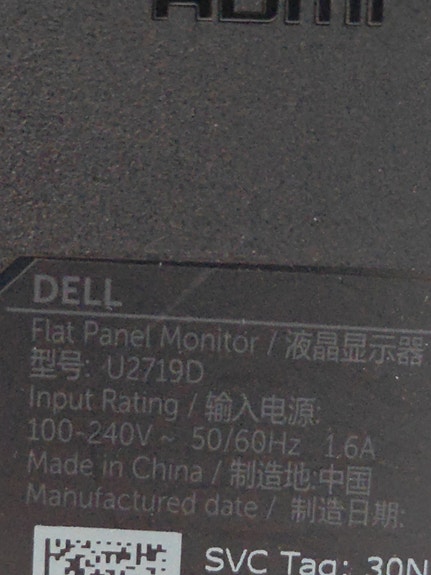 HDMI
DELL
Flat Panel Monitor / 液晶显示器
型号: U2719D
Input Rating / 输入电源:
100-240V ~ 50/60Hz 1.6A
Made in China / 制造地:中国
Manufactured date / 制造日期:
SVC Tag: 30N